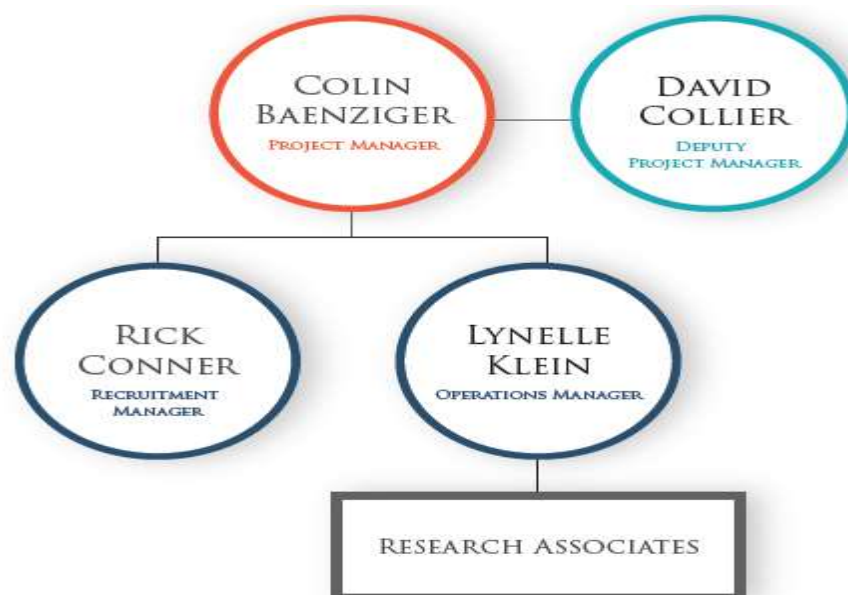 Colin
Baenziger
Project Manager
David
Collier
Deputy
Project Manager
Rick
Conner
Recruitment
Manager
Lynelle
Klein
Operations Manager
Research Associates